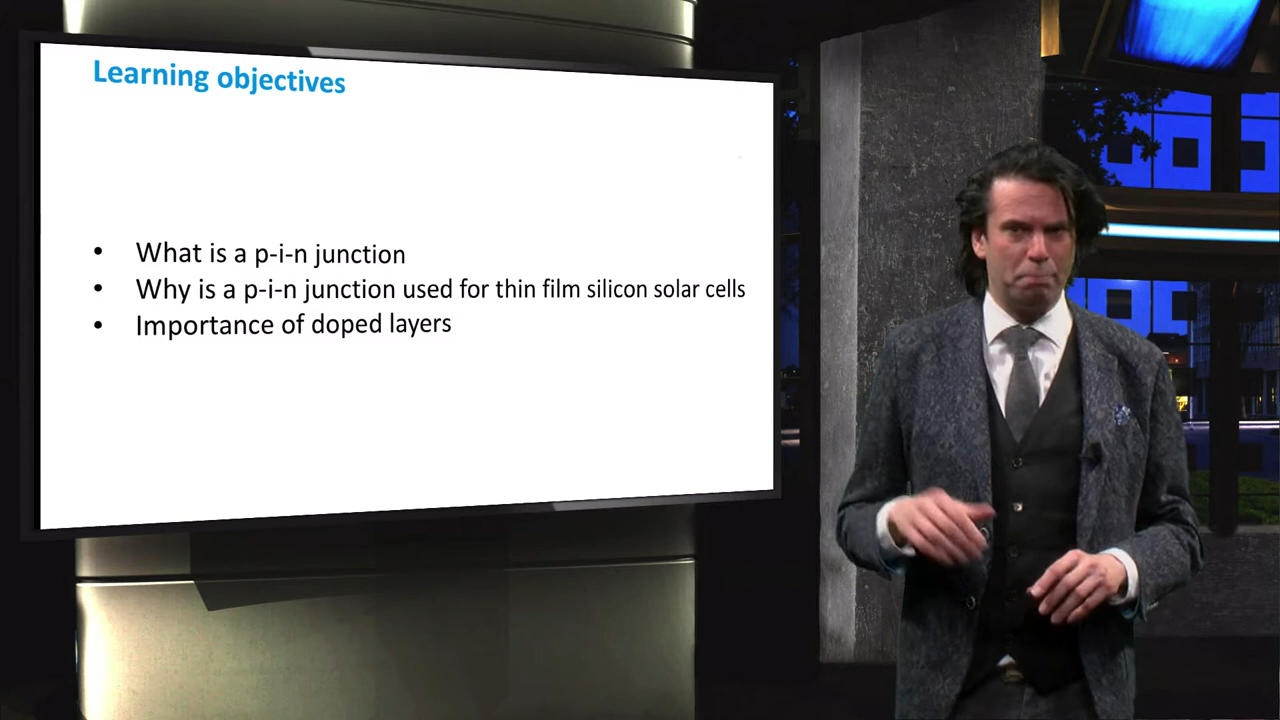 Learning objectives
• What is a p-i-n junction
• Why is a p-i-n junction used for thin film silicon solar cells
• Importance of doped layers